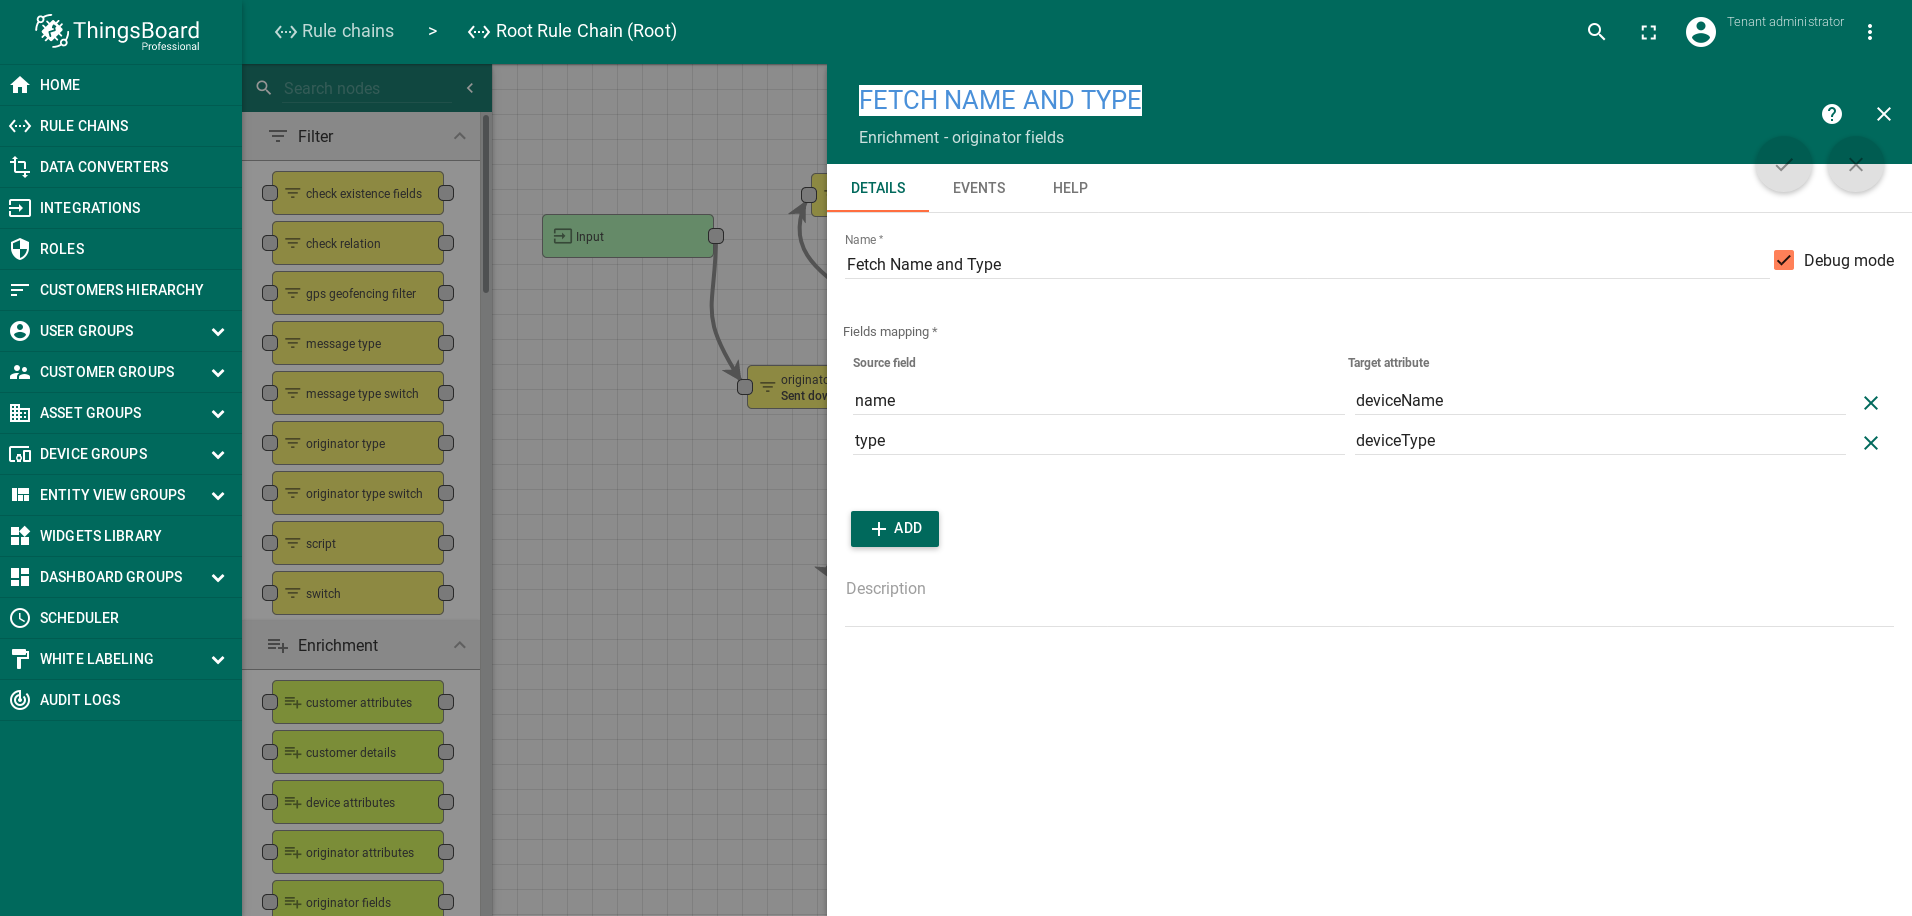 ThingsBoard
Professional
Rule chains > Root Rule Chain (Root)
Tenant administrator
HOME
RULE CHAINS
DATA CONVERTERS
INTEGRATIONS
ROLES
CUSTOMERS HIERARCHY
USER GROUPS
CUSTOMER GROUPS
ASSET GROUPS
DEVICE GROUPS
ENTITY VIEW GROUPS
WIDGETS LIBRARY
DASHBOARD GROUPS
SCHEDULER
WHITE LABELING
AUDIT LOGS
Search nodes
Filter
check existence fields
check relation
gps geofencing filter
message type
message type switch
originator type
originator type switch
script
switch
Enrichment
customer attributes
customer details
device attributes
originator attributes
originator fields
Input
FETCH NAME AND TYPE
Enrichment - originator fields
DETAILS EVENTS HELP
Name *
Fetch Name and Type
Debug mode
Fields mapping *
Source field Target attribute
name deviceName
type deviceType
ADD
Description